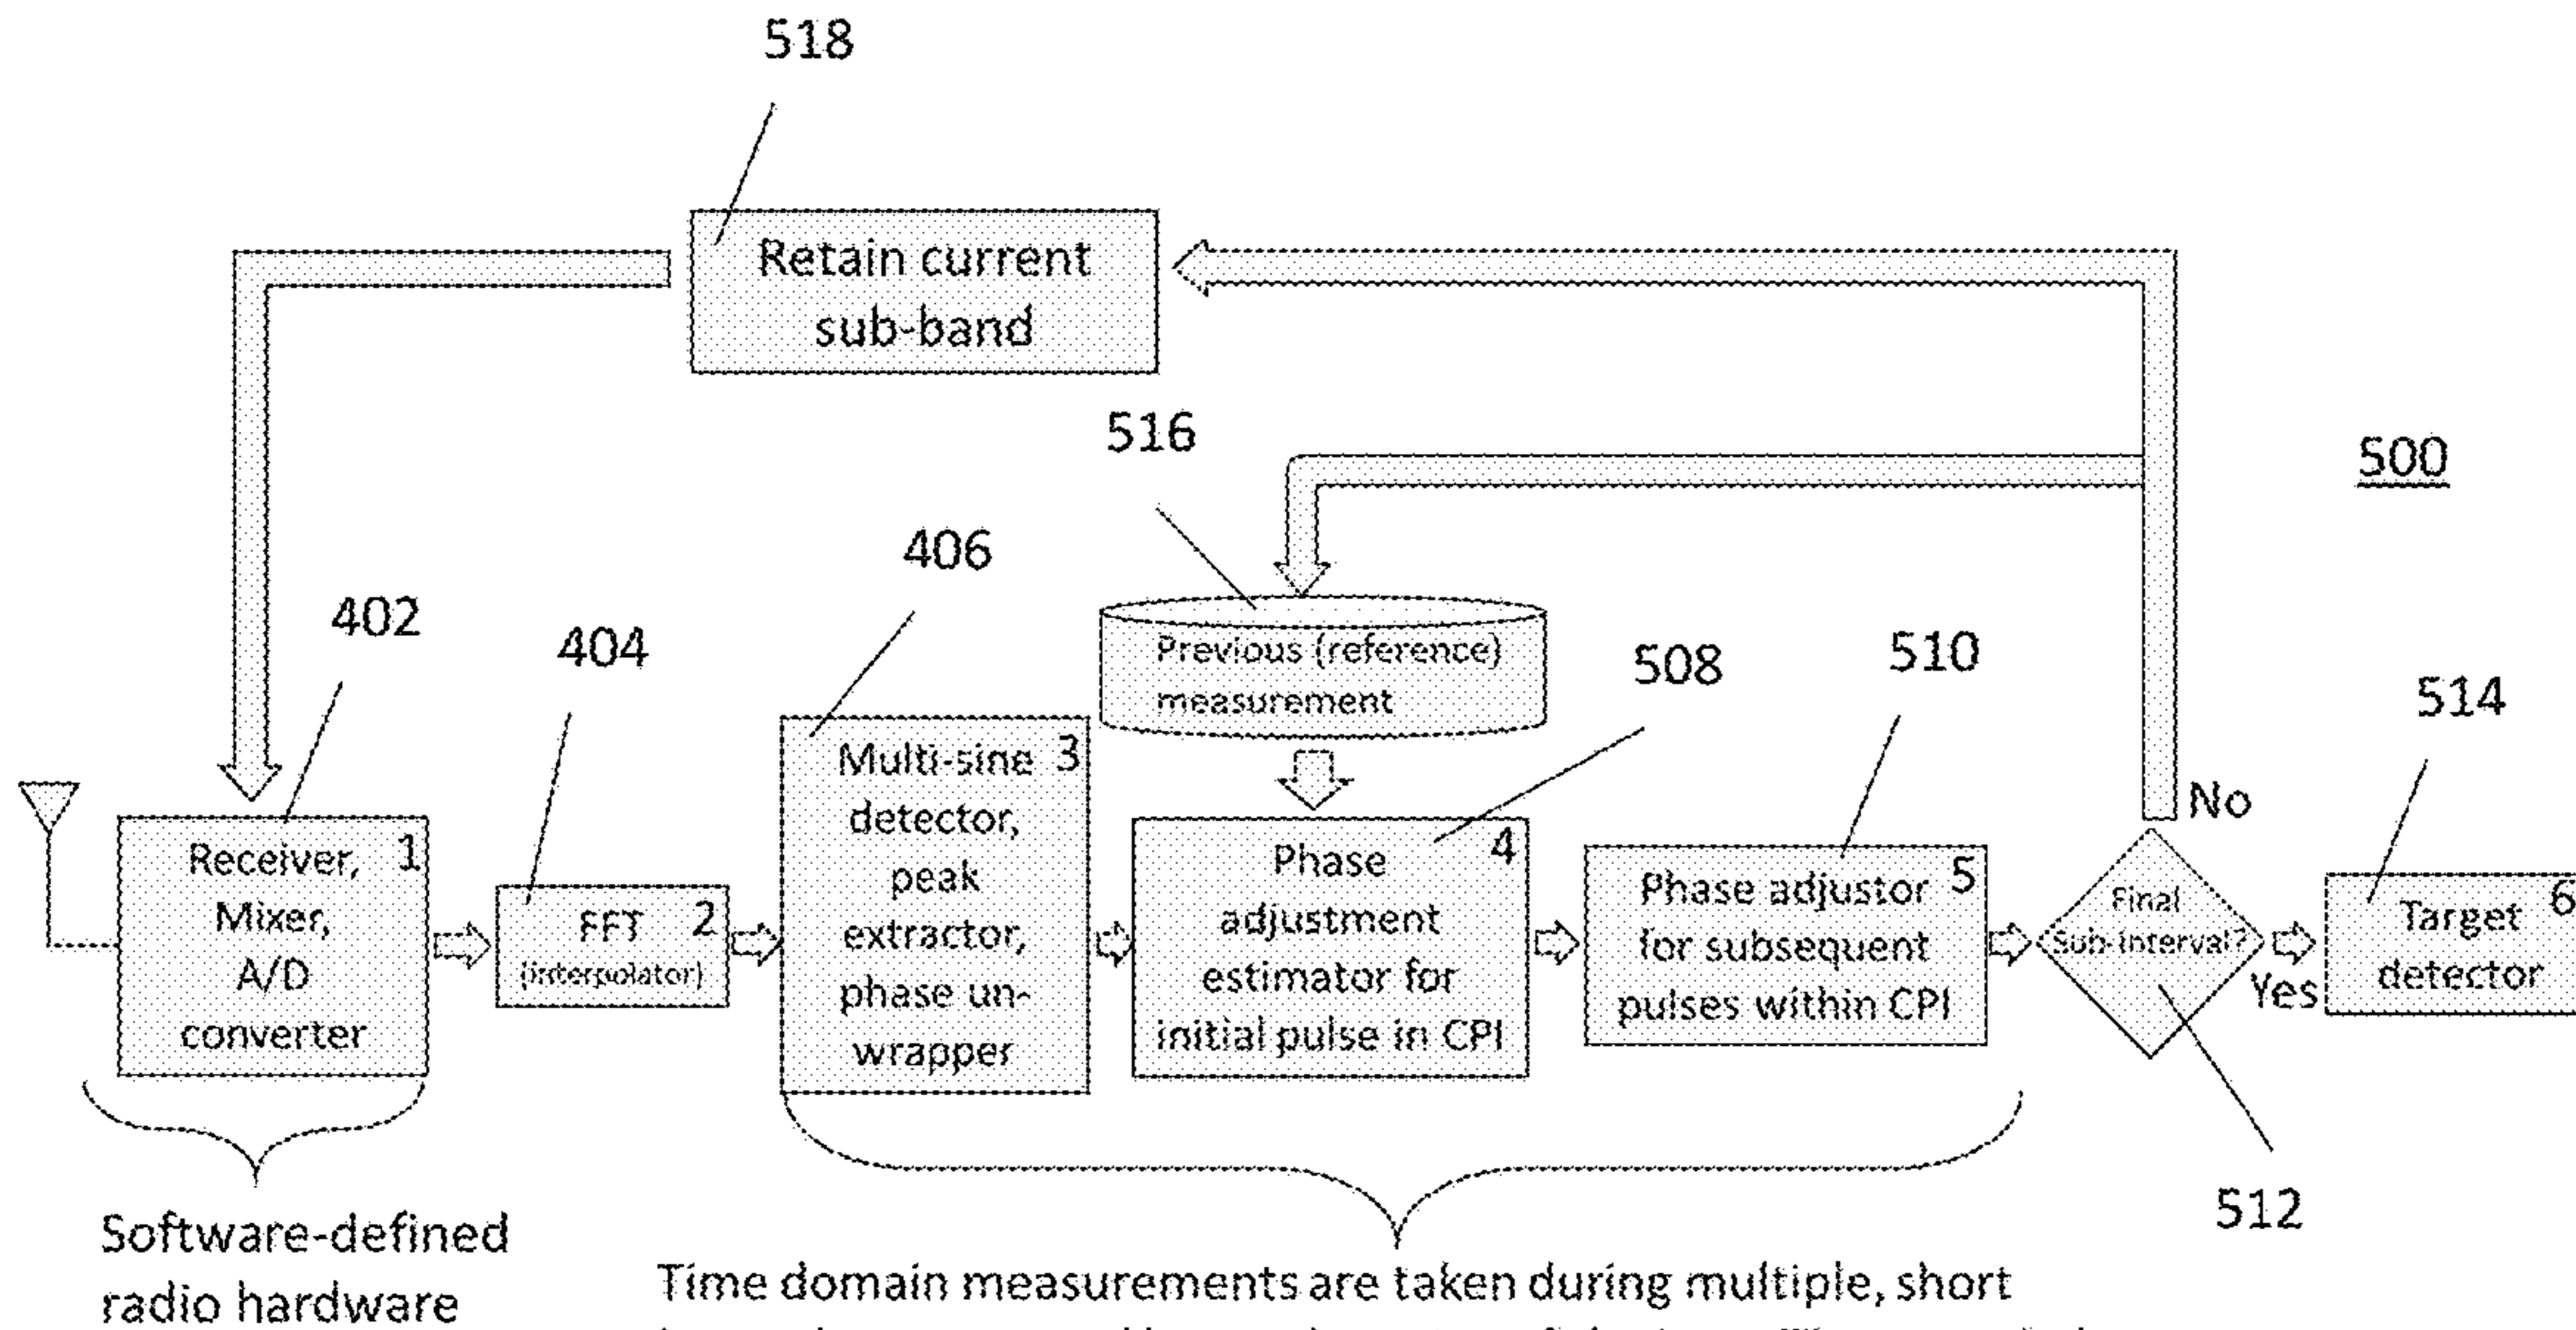 518
Retain current
sub-band
516
500
406
402
404
Previous (reference)
measurement
508
510
514
Multi-sine 3
detector,
peak
extractor,
phase un-
wrapper
No
Receiver, 1
Mixer,
A/D
converter
FFT 2
(interpolator)
Phase 4
adjustment
estimator for
initial pulse in CPI
Phase adjustor 5
for subsequent
pulses within CPI
Final
Sub-interval?
Yes
Target 6
detector
512
Software-defined
radio hardware
Time domain measurements are taken during multiple, short